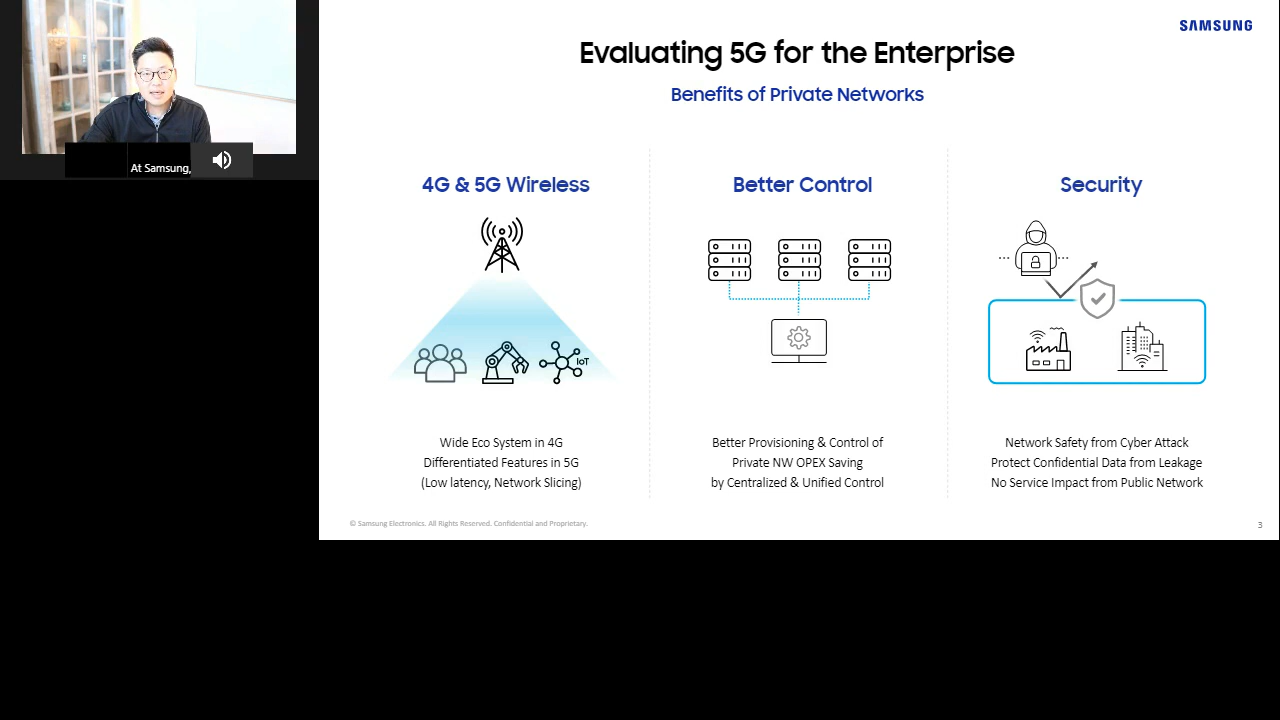 At Samsung,
SAMSUNG
Evaluating 5G for the Enterprise
Benefits of Private Networks
4G & 5G Wireless
IoT
Wide Eco System in 4G
Differentiated Features in 5G
(Low latency, Network Slicing)
Better Control
Better Provisioning & Control of
Private NW OPEX Saving
by Centralized & Unified Control
Security
Network Safety from Cyber Attack
Protect Confidential Data from Leakage
No Service Impact from Public Network
© Samsung Electronics. All Rights Reserved. Confidential and Proprietary.
3